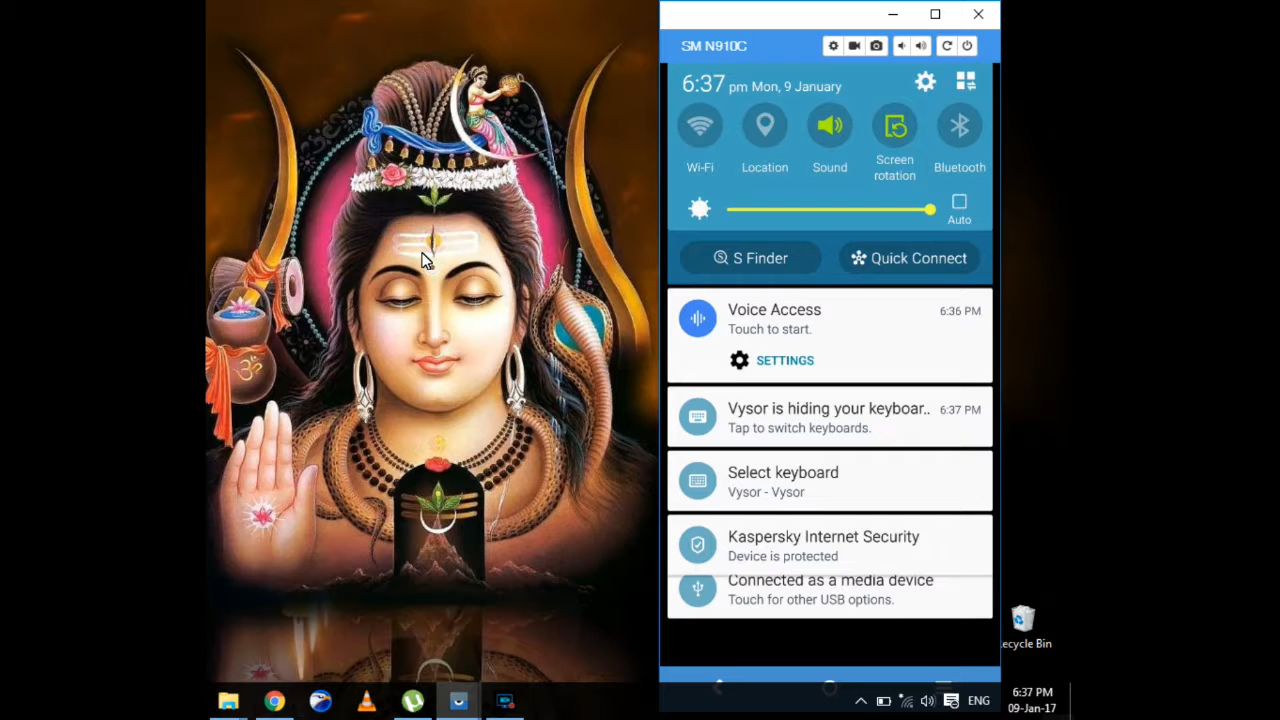 SM N910C
6:37 pm Mon, 9 January
Wi-Fi
Location
Sound
Screen
rotation
Bluetooth
Auto
S Finder
Quick Connect
Voice Access
6:36 PM
Touch to start.
SETTINGS
Vysor is hiding your keyboar..
6:37 PM
Tap to switch keyboards.
Select keyboard
Vysor - Vysor
Kaspersky Internet Security
Device is protected
Connected as a media device
Touch for other USB options.
ॐ
ecycle Bin
ENG
6:37 PM
09-Jan-17